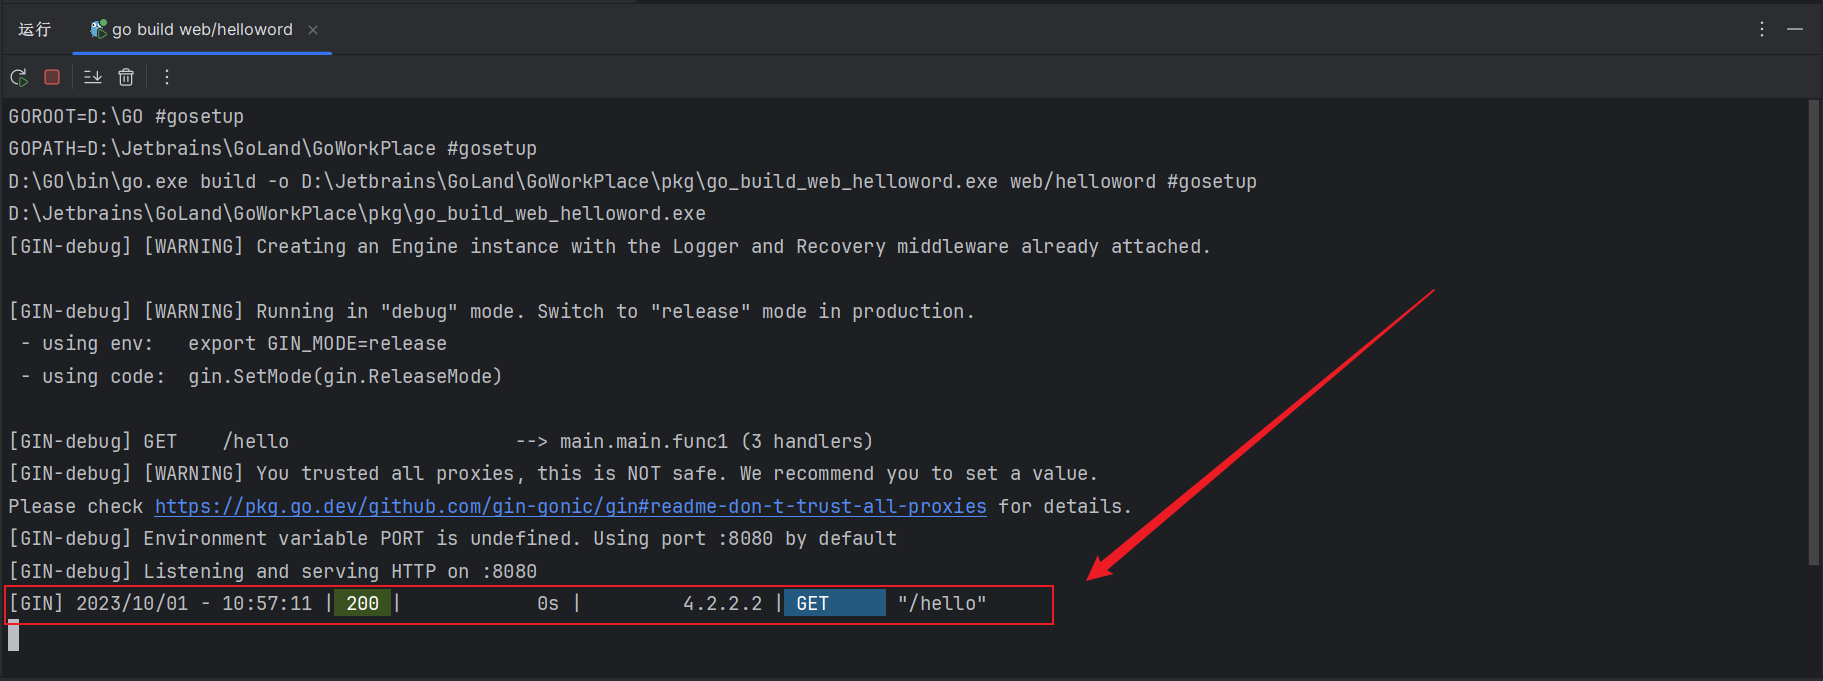 运行 go build web/helloword
GOROOT=D:\GO #gosetup
GOPATH=D:\Jetbrains\GoLand\GoWorkPlace #gosetup
D:\GO\bin\go.exe build -o D:\Jetbrains\GoLand\GoWorkPlace\pkg\go_build_web_helloword.exe web/helloword #gosetup
D:\Jetbrains\GoLand\GoWorkPlace\pkg\go_build_web_helloword.exe
[GIN-debug] [WARNING] Creating an Engine instance with the Logger and Recovery middleware already attached.
[GIN-debug] [WARNING] Running in "debug" mode. Switch to "release" mode in production.
 - using env:   export GIN_MODE=release
 - using code:  gin.SetMode(gin.ReleaseMode)
[GIN-debug] GET    /hello                    --> main.main.func1 (3 handlers)
[GIN-debug] [WARNING] You trusted all proxies, this is NOT safe. We recommend you to set a value.
Please check https://pkg.go.dev/github.com/gin-gonic/gin#readme-don-t-trust-all-proxies for details.
[GIN-debug] Environment variable PORT is undefined. Using port :8080 by default
[GIN-debug] Listening and serving HTTP on :8080
[GIN] 2023/10/01 - 10:57:11 | 200 |            0s |         4.2.2.2 | GET      "/hello"